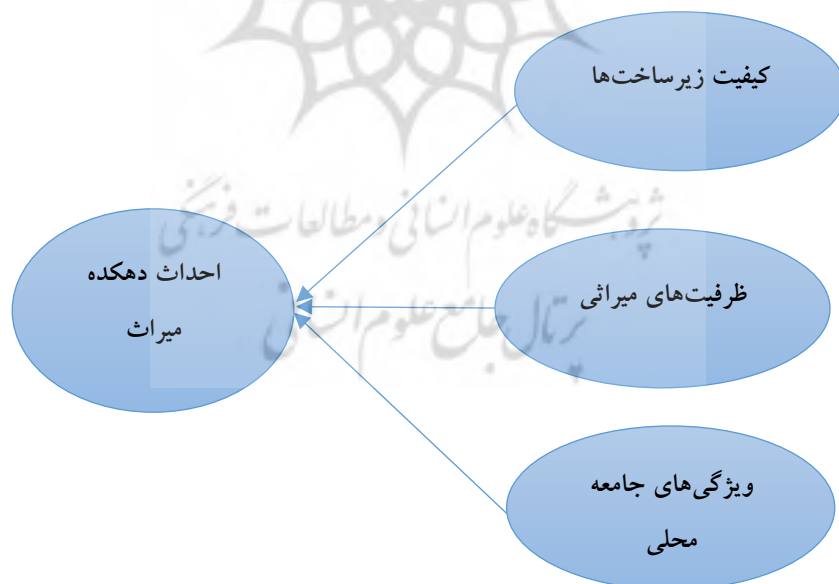 کیفیت زیرساخت‌ها
پژوهشگاه علوم انسانی و مطالعات فرهنگی
احداث دهکده
میراث
ظرفیت‌های میراثی
پرتال جامع علوم انسانی
ویژگی‌های جامعه
محلی